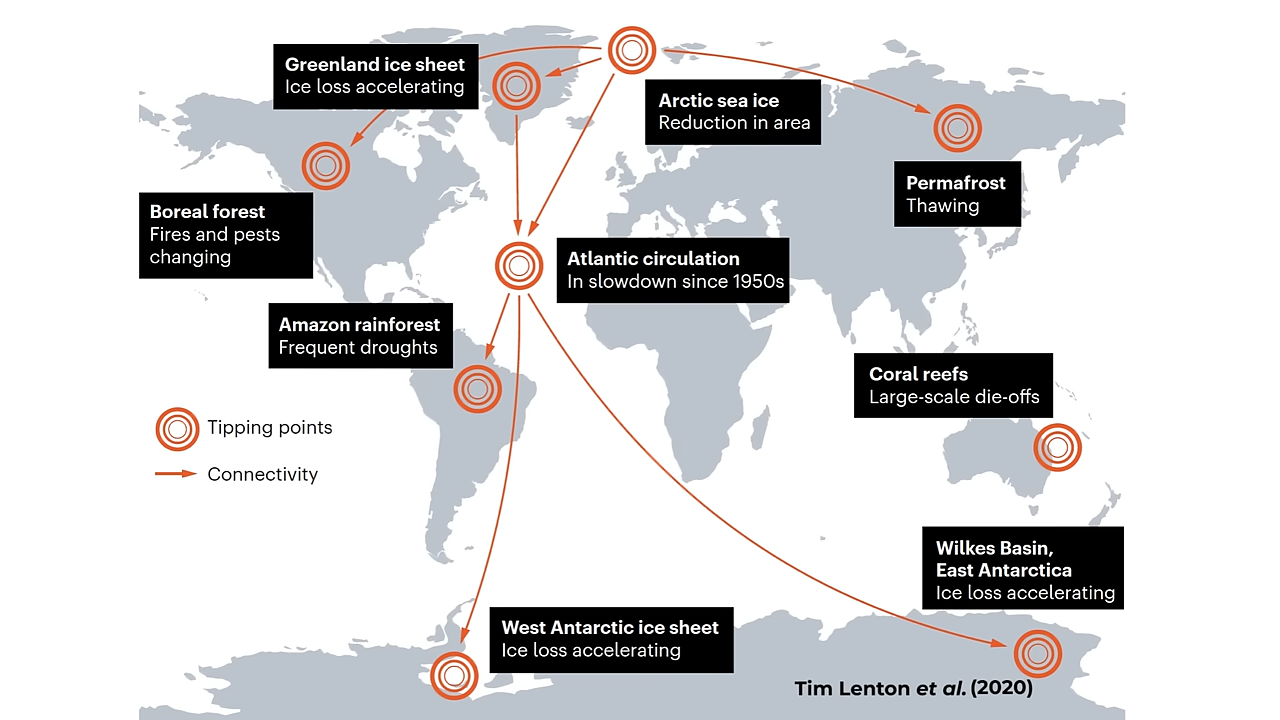 Greenland ice sheet
Ice loss accelerating
Arctic sea ice
Reduction in area
Permafrost
Thawing
Boreal forest
Fires and pests
changing
Atlantic circulation
In slowdown since 1950s
Amazon rainforest
Frequent droughts
Coral reefs
Large-scale die-offs
Tipping points
Connectivity
Wilkes Basin,
East Antarctica
Ice loss accelerating
West Antarctic ice sheet
Ice loss accelerating
Tim Lenton et al. (2020)